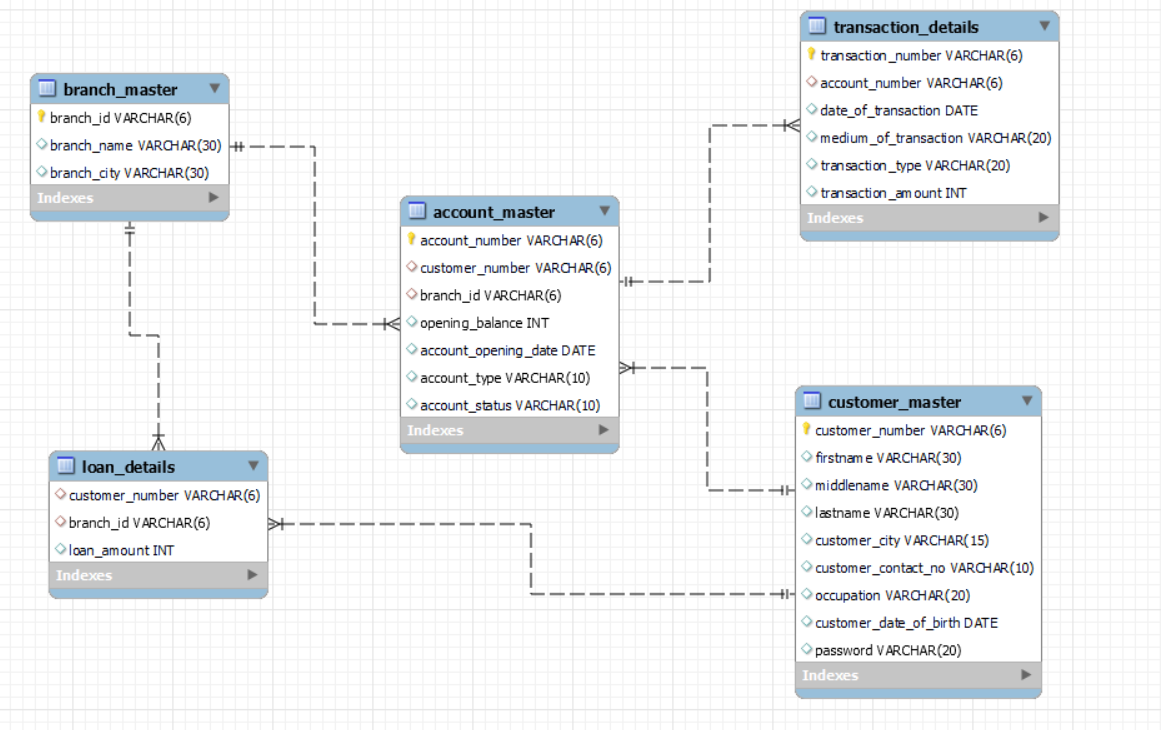 branch_master
branch_id VARCHAR(6)
branch_name VARCHAR(30)
branch_city VARCHAR(30)
Indexes
transaction_details
transaction_number VARCHAR(6)
account_number VARCHAR(6)
date_of_transaction DATE
medium_of_transaction VARCHAR(20)
transaction_type VARCHAR(20)
transaction_amount INT
Indexes
account_master
account_number VARCHAR(6)
customer_number VARCHAR(6)
branch_id VARCHAR(6)
opening_balance INT
account_opening_date DATE
account_type VARCHAR(10)
account_status VARCHAR(10)
Indexes
loan_details
customer_number VARCHAR(6)
branch_id VARCHAR(6)
loan_amount INT
Indexes
customer_master
customer_number VARCHAR(6)
firstname VARCHAR(30)
middlename VARCHAR(30)
lastname VARCHAR(30)
customer_city VARCHAR(15)
customer_contact_no VARCHAR(10)
occupation VARCHAR(20)
customer_date_of_birth DATE
password VARCHAR(20)
Indexes